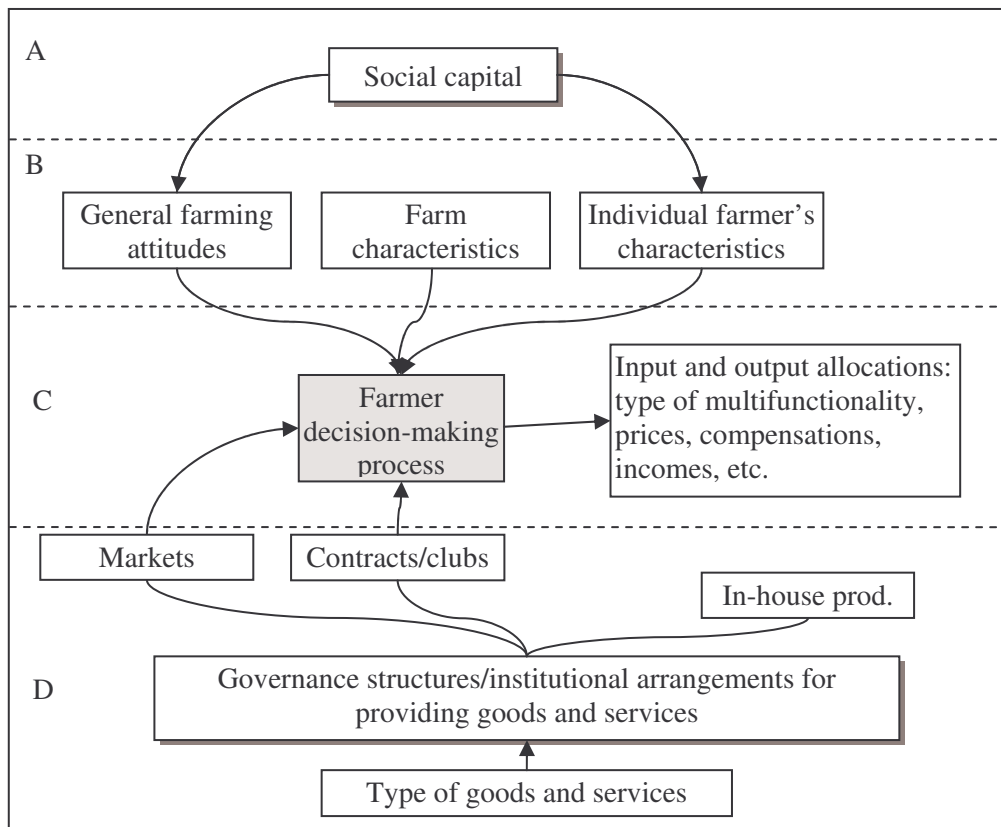 A
Social capital
B
General farming
attitudes
Farm
characteristics
Individual farmer’s
characteristics
C
Farmer
decision-making
process
Input and output allocations:
type of multifunctionality,
prices, compensations,
incomes, etc.
Markets
Contracts/clubs
In-house prod.
D
Governance structures/institutional arrangements for
providing goods and services
Type of goods and services